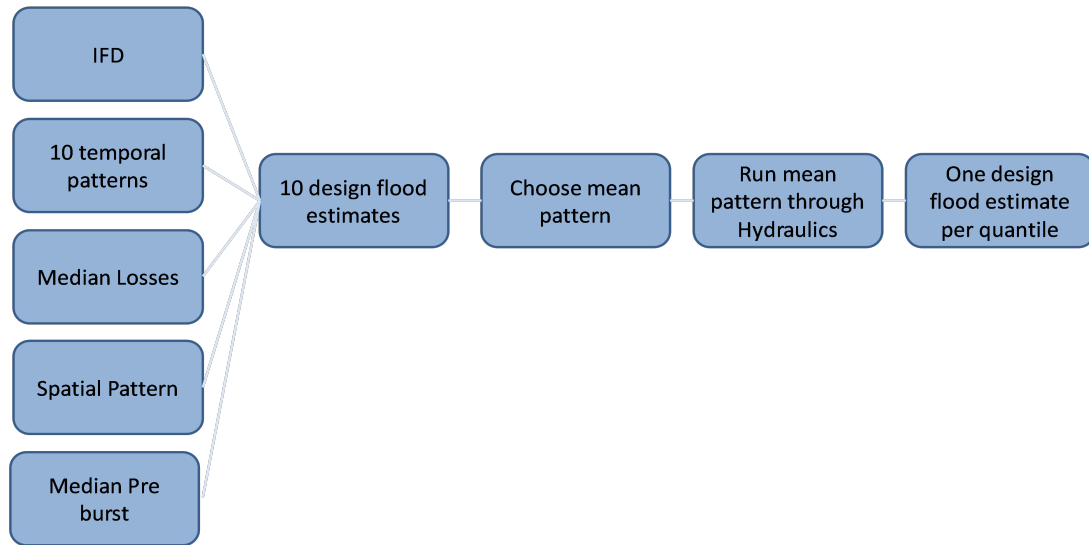 IFD
10 temporal
patterns
Median Losses
Spatial Pattern
Median Pre
burst
10 design flood
estimates
Choose mean
pattern
Run mean
pattern through
Hydraulics
One design
flood estimate
per quantile